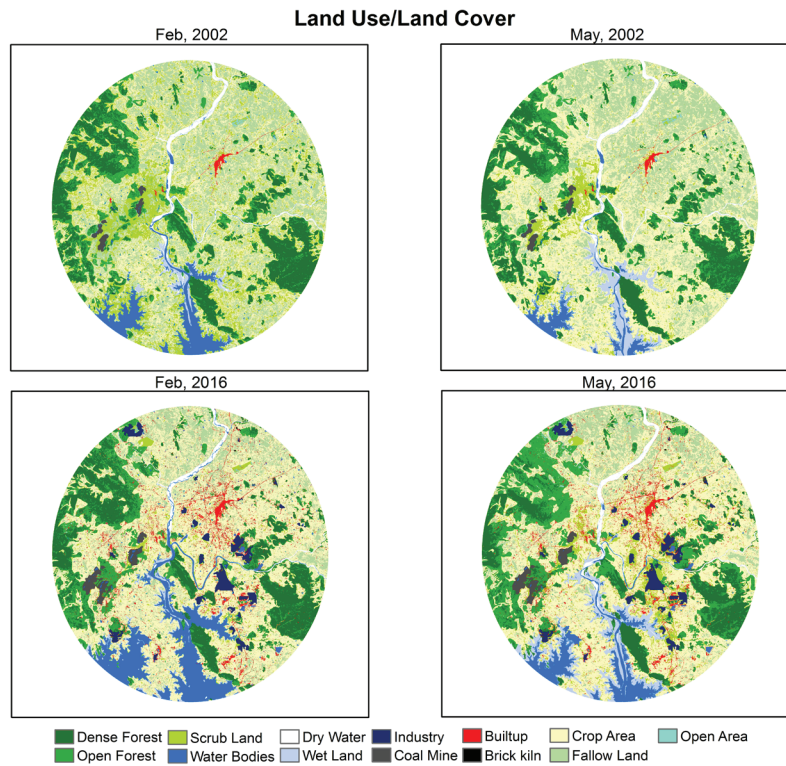 Land Use/Land Cover
Feb, 2002 May, 2002
Feb, 2016 May, 2016
Dense Forest Scrub Land Dry Water Industry Builtup Crop Area Open Area
Open Forest Water Bodies Wet Land Coal Mine Brick kiln Fallow Land